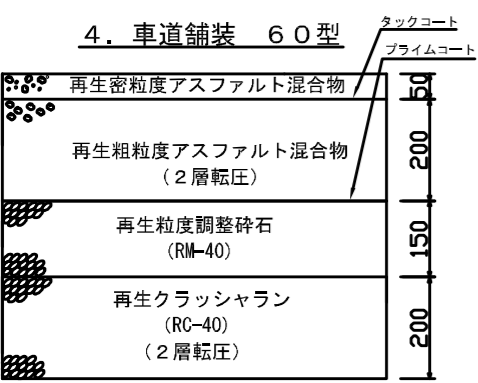 タックコート
４．車道舗装　６０型
プライムコート
再生密粒度アスファルト混合物
50
再生粗粒度アスファルト混合物
（２層転圧）
200
再生粒度調整砕石
(RM-40)
150
再生クラッシャラン
(RC-40)
（２層転圧）
200